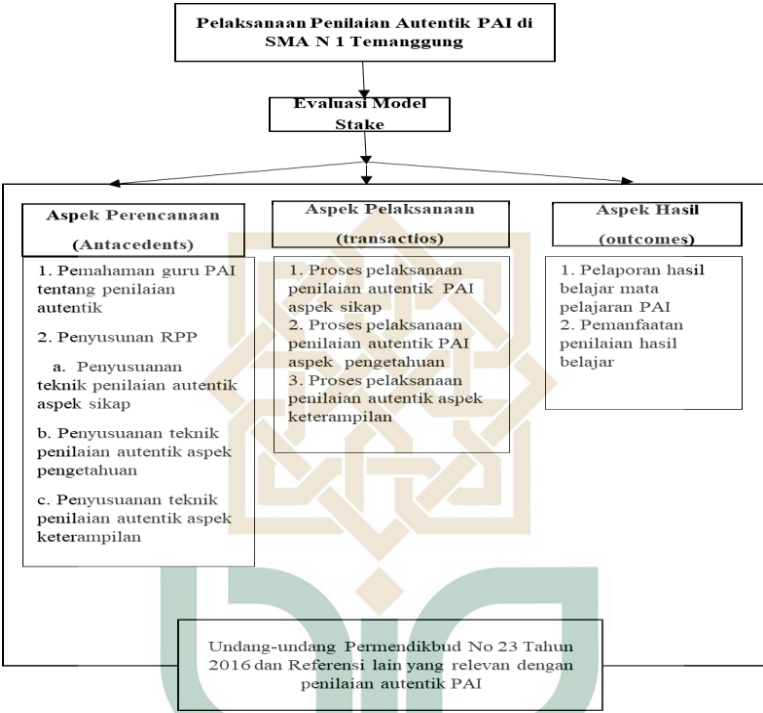 Pelaksanaan Penilaian Autentik PAI di
SMA N 1 Temanggung
Evaluasi Model
Stake
Aspek Perencanaan
(Antacedents)
1. Pemahaman guru PAI
tentang penilaian
autentik
2. Penyusunan RPP
a. Penyusuanan
teknik penilaian autentik
aspek sikap
b. Penyusuanan teknik
penilaian autentik aspek
pengetahuan
c. Penyusuanan teknik
penilaian autentik aspek
keterampilan
Aspek Pelaksanaan
(transactios)
1. Proses pelaksanaan
penilaian autentik PAI
aspek sikap
2. Proses pelaksanaan
penilaian autentik PAI
aspek pengetahuan
3. Proses pelaksanaan
penilaian autentik aspek
keterampilan
Aspek Hasil
(outcomes)
1. Pelaporan hasil
belajar mata
pelajaran PAI
2. Pemanfaatan
penilaian hasil
belajar
Undang-undang Permendikbud No 23 Tahun
2016 dan Referensi lain yang relevan dengan
penilaian autentik PAI